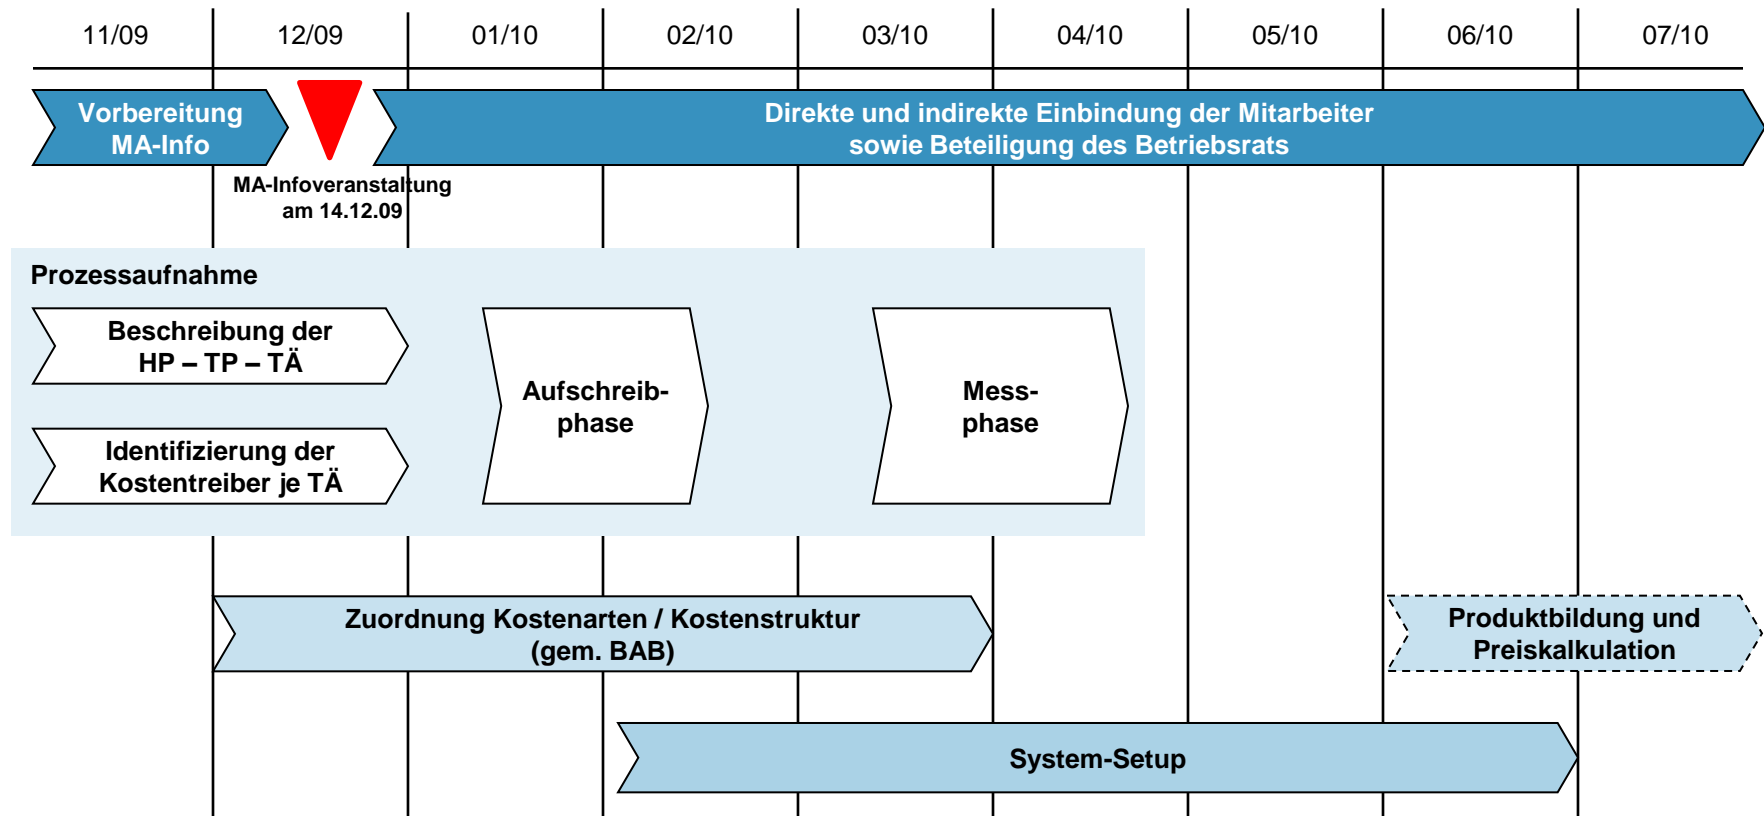 11/09
12/09
01/10
02/10
03/10
04/10
05/10
06/10
07/10
Vorbereitung
MA-Info
Direkte und indirekte Einbindung der Mitarbeiter
sowie Beteiligung des Betriebsrats
MA-Infoveranstaltung
am 14.12.09
Prozessaufnahme
Beschreibung der
HP – TP – TÄ
Identifizierung der
Kostentreiber je TÄ
Aufschreib-
phase
Mess-
phase
Zuordnung Kostenarten / Kostenstruktur
(gem. BAB)
Produktbildung und
Preiskalkulation
System-Setup